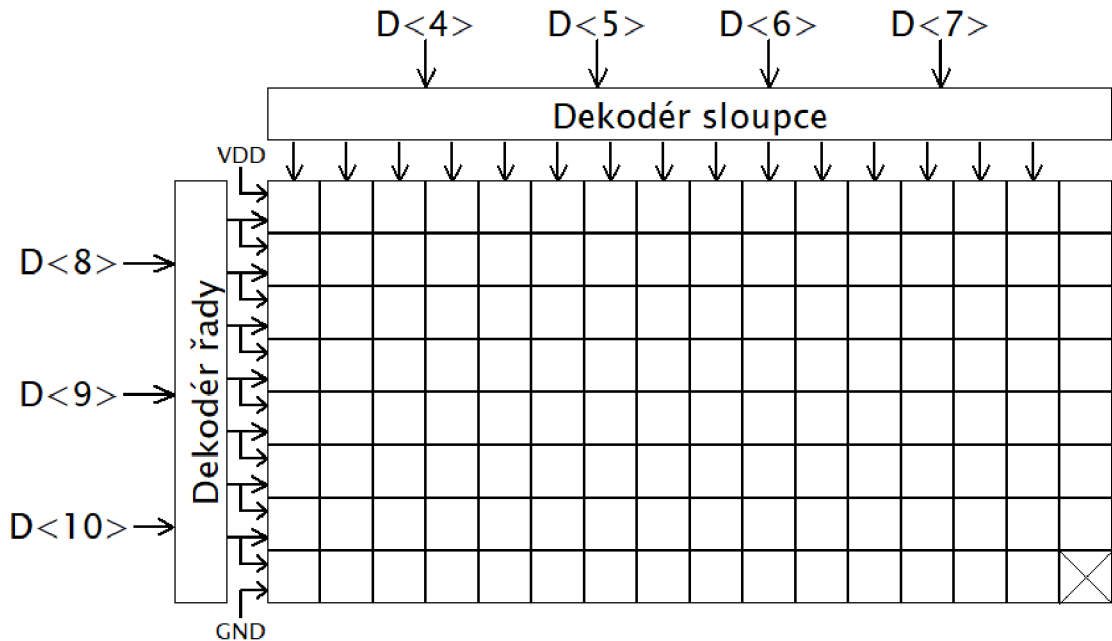 D<4> D<5> D<6> D<7>
Dekodér sloupce
VDD
D<8>
D<9>
D<10>
Dekodér řady
GND